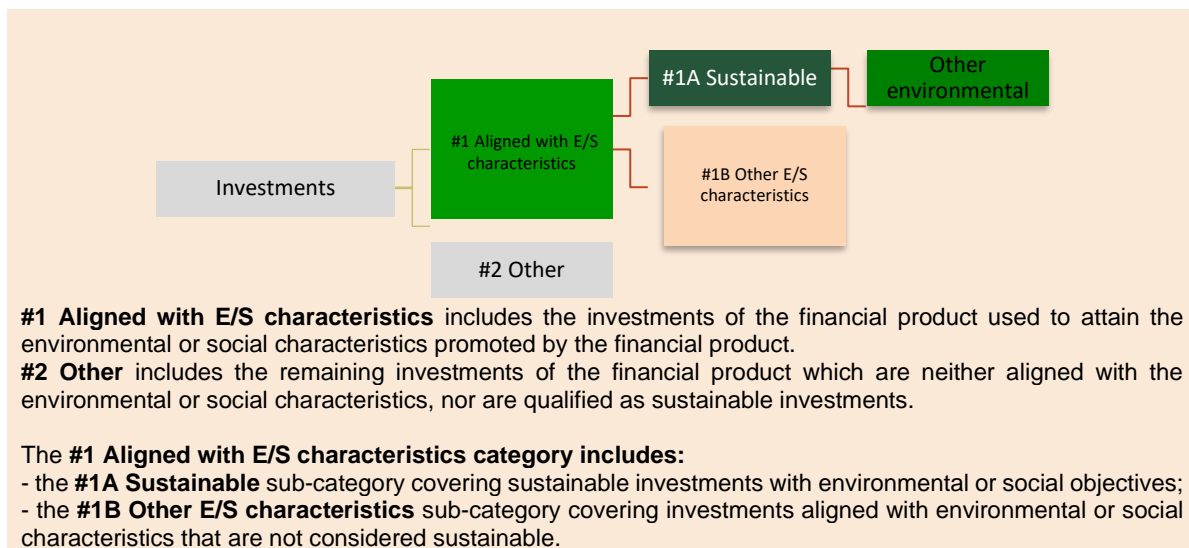 #1A Sustainable
Other
environmental
#1 Aligned with E/S
characteristics
#1B Other E/S
characteristics
Investments
#2 Other
#1 Aligned with E/S characteristics includes the investments of the financial product used to attain the
environmental or social characteristics promoted by the financial product.
#2 Other includes the remaining investments of the financial product which are neither aligned with the
environmental or social characteristics, nor are qualified as sustainable investments.
The #1 Aligned with E/S characteristics category includes:
- the #1A Sustainable sub-category covering sustainable investments with environmental or social objectives;
- the #1B Other E/S characteristics sub-category covering investments aligned with environmental or social
characteristics that are not considered sustainable.